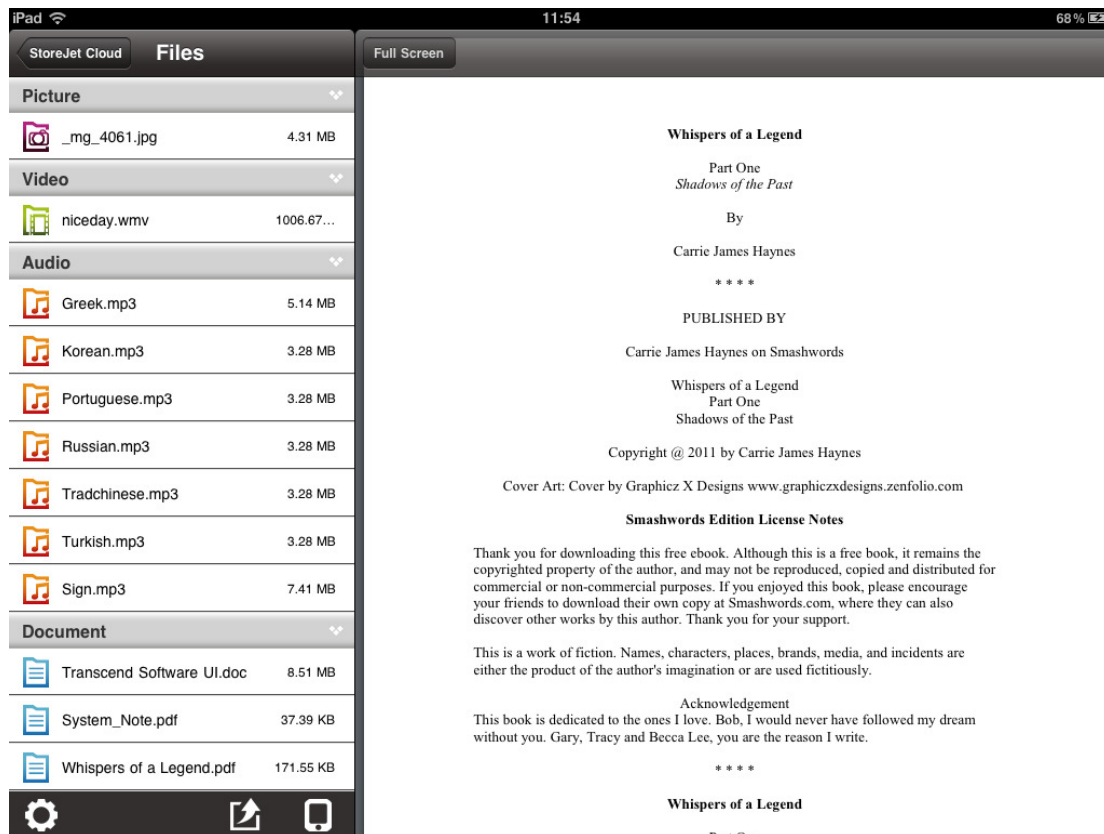 iPad 11:54 68%
StoreJet Cloud Files
Full Screen
Picture
_mg_4061.jpg 4.31 MB
Video
niceday.wmv 1006.67...
Audio
Greek.mp3 5.14 MB
Korean.mp3 3.28 MB
Portuguese.mp3 3.28 MB
Russian.mp3 3.28 MB
Tradchinese.mp3 3.28 MB
Turkish.mp3 3.28 MB
Sign.mp3 7.41 MB
Document
Transcend Software UI.doc 8.51 MB
System_Note.pdf 37.39 KB
Whispers of a Legend.pdf 171.55 KB
Whispers of a Legend
Part One
Shadows of the Past
By
Carrie James Haynes
* * * *
PUBLISHED BY
Carrie James Haynes on Smashwords
Whispers of a Legend
Part One
Shadows of the Past
Copyright @ 2011 by Carrie James Haynes
Cover Art: Cover by Graphicz X Designs www.graphiczxdesigns.zenfolio.com
Smashwords Edition License Notes
Thank you for downloading this free ebook. Although this is a free book, it remains the
copyrighted property of the author, and may not be reproduced, copied and distributed for
commercial or non-commercial purposes. If you enjoyed this book, please encourage
your friends to download their own copy at Smashwords.com, where they can also
discover other works by this author. Thank you for your support.
This is a work of fiction. Names, characters, places, brands, media, and incidents are
either the product of the author's imagination or are used fictitiously.
Acknowledgement
This book is dedicated to the ones I love. Bob, I would never have followed my dream
without you. Gary, Tracy and Becca Lee, you are the reason I write.
* * * *
Whispers of a Legend